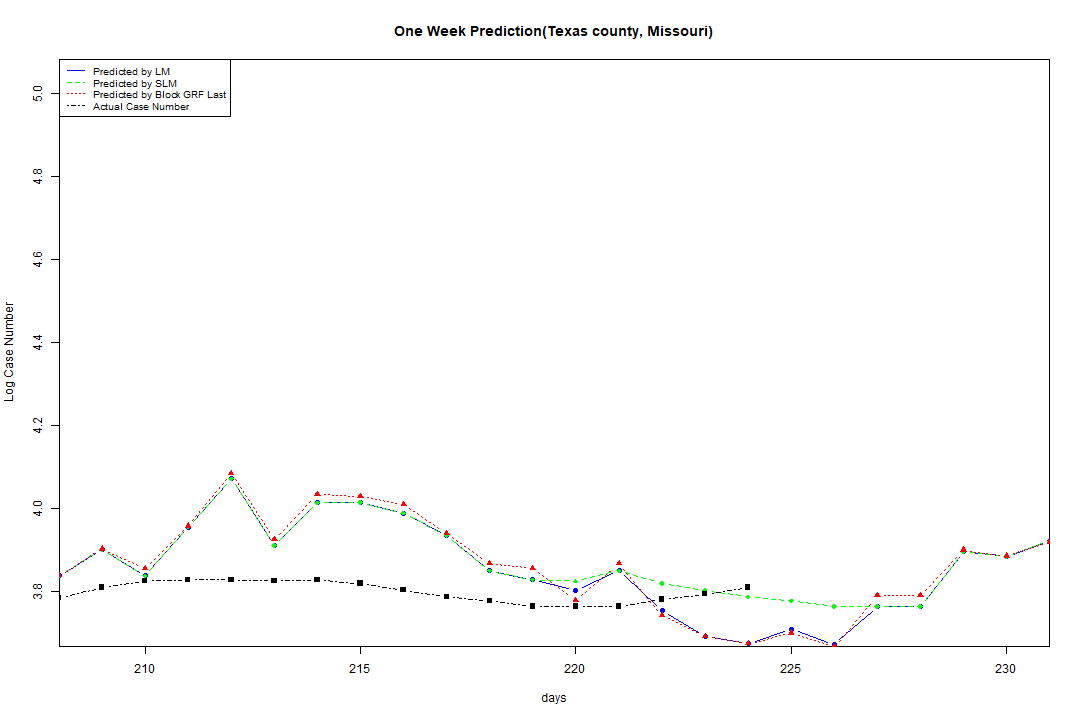 One Week Prediction(Texas county, Missouri)
Predicted by LM
Predicted by SLM
Predicted by Block GRF Last
Actual Case Number
5.0
4.8
4.6
4.4
4.2
4.0
3.8
Log Case Number
210 215 220 225 230
days